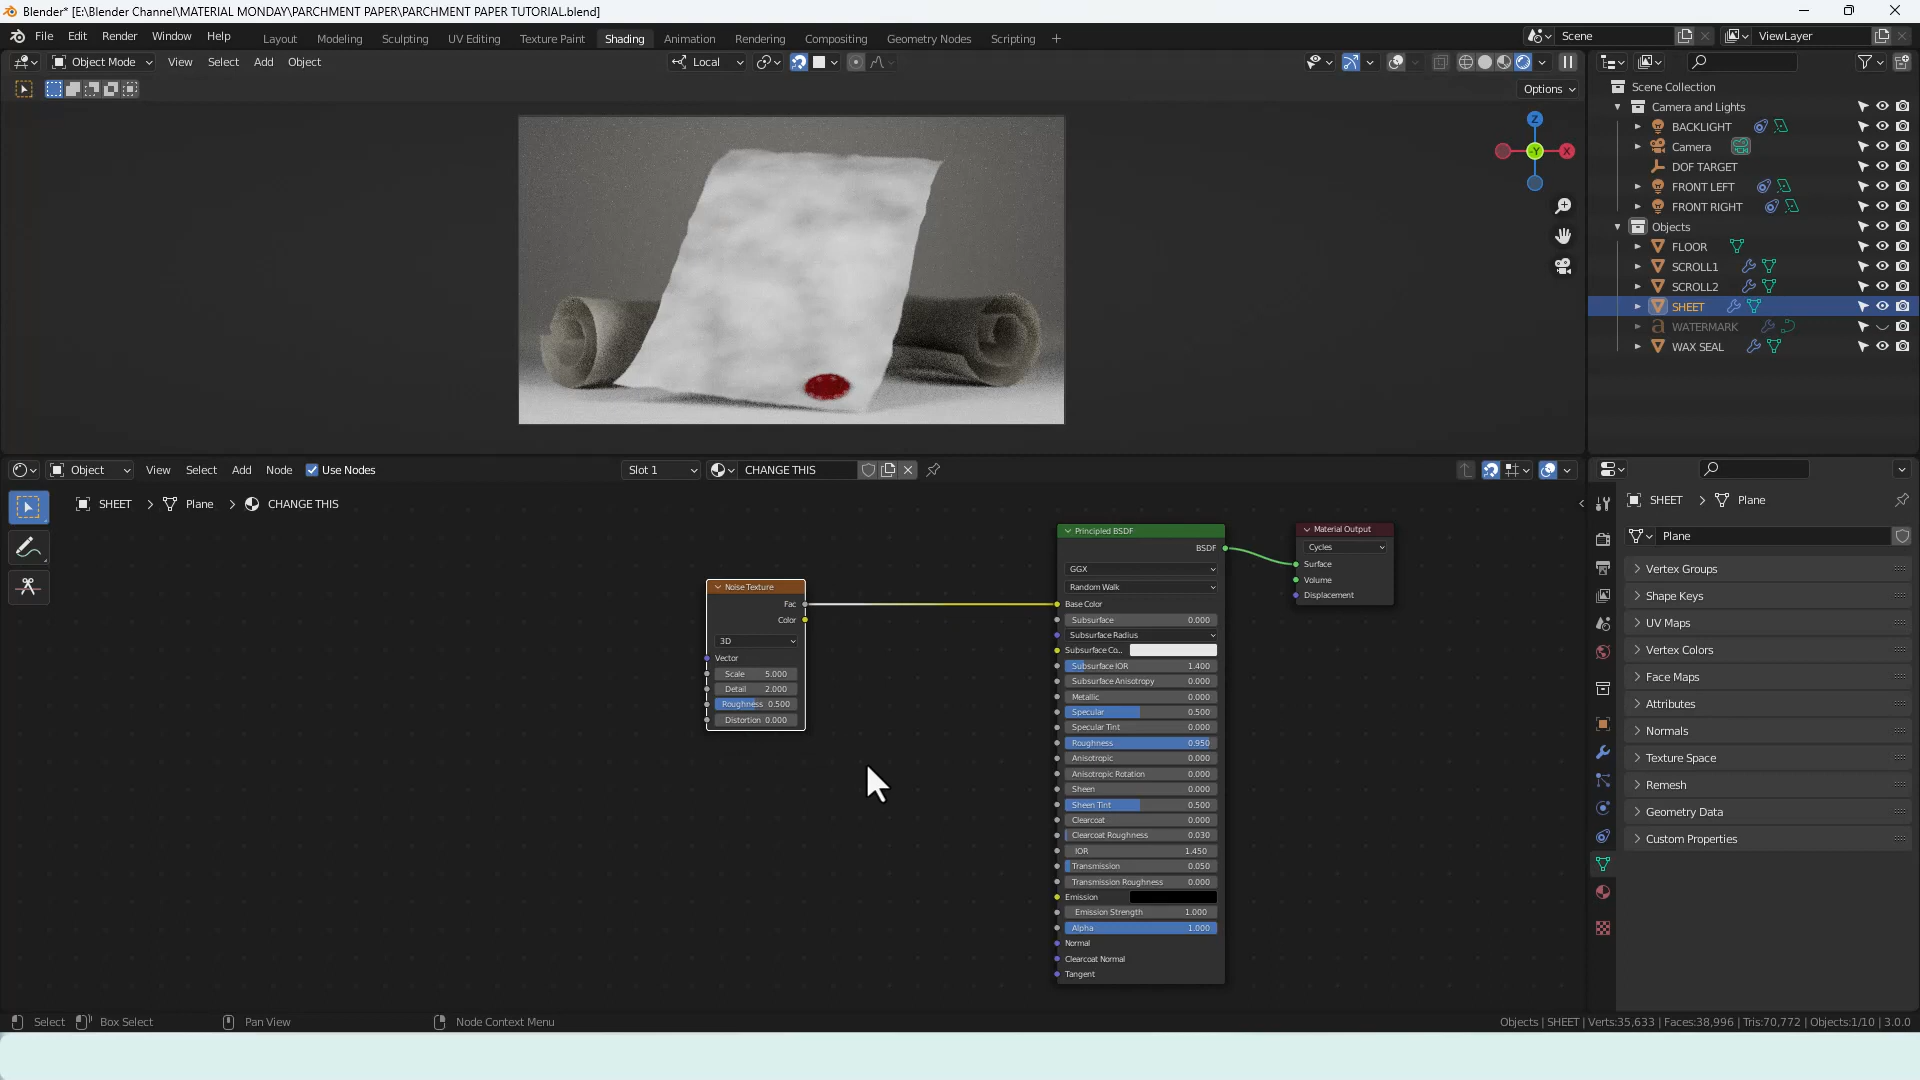 Blender* [E:\Blender Channel\MATERIAL MONDAY\PARCHMENT PAPER\PARCHMENT PAPER TUTORIAL.blend]
File Edit Render Window Help Layout Modeling Sculpting UV Editing Texture Paint Shading Animation Rendering Compositing Geometry Nodes Scripting + Scene ViewLayer
Object Mode View Select Add Object Local
Options
Scene Collection
Camera and Lights
BACKLIGHT
Camera
DOF TARGET
FRONT LEFT
FRONT RIGHT
Objects
FLOOR
SCROLL1
SCROLL2
SHEET
WATERMARK
WAX SEAL
Z
-Y X
Object View Select Add Node Use Nodes Slot 1 CHANGE THIS
SHEET > Plane > CHANGE THIS
Noise Texture
Fac
Color
3D
Vector
Scale 5.000
Detail 2.000
Roughness 0.500
Distortion 0.000
Principled BSDF
BSDF
GGX
Random Walk
Base Color
Subsurface 0.000
Subsurface Radius
Subsurface Co..
Subsurface IOR 1.400
Subsurface Anisotropy 0.000
Metallic 0.000
Specular 0.500
Specular Tint 0.000
Roughness 0.950
Anisotropic 0.000
Anisotropic Rotation 0.000
Sheen 0.000
Sheen Tint 0.500
Clearcoat 0.000
Clearcoat Roughness 0.030
IOR 1.450
Transmission 0.050
Transmission Roughness 0.000
Emission
Emission Strength 1.000
Alpha 1.000
Normal
Clearcoat Normal
Tangent
Material Output
Cycles
Surface
Volume
Displacement
SHEET > Plane
Plane
Vertex Groups
Shape Keys
UV Maps
Vertex Colors
Face Maps
Attributes
Normals
Texture Space
Remesh
Geometry Data
Custom Properties
Select Box Select Pan View Node Context Menu Objects | SHEET | Verts:35,633 | Faces:38,996 | Tris:70,772 | Objects:1/10 | 3.0.0